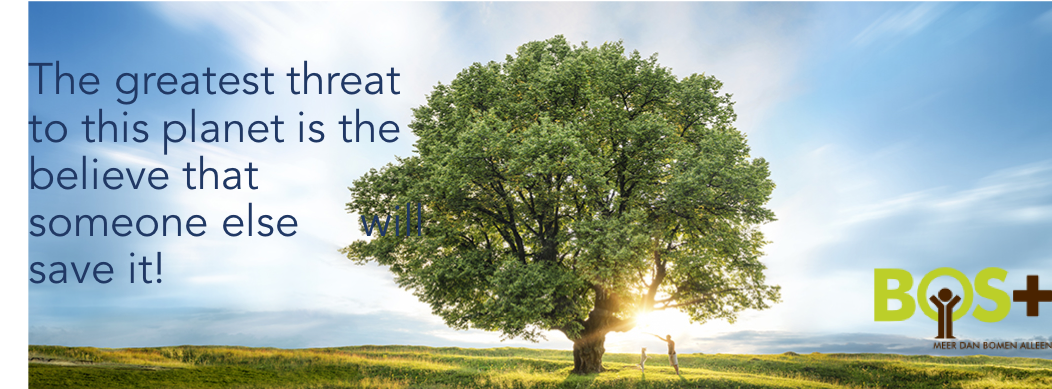 The greatest threat
to this planet is the
believe that
someone else will
save it!
BOS+
MEER DAN BOMEN ALLEEN